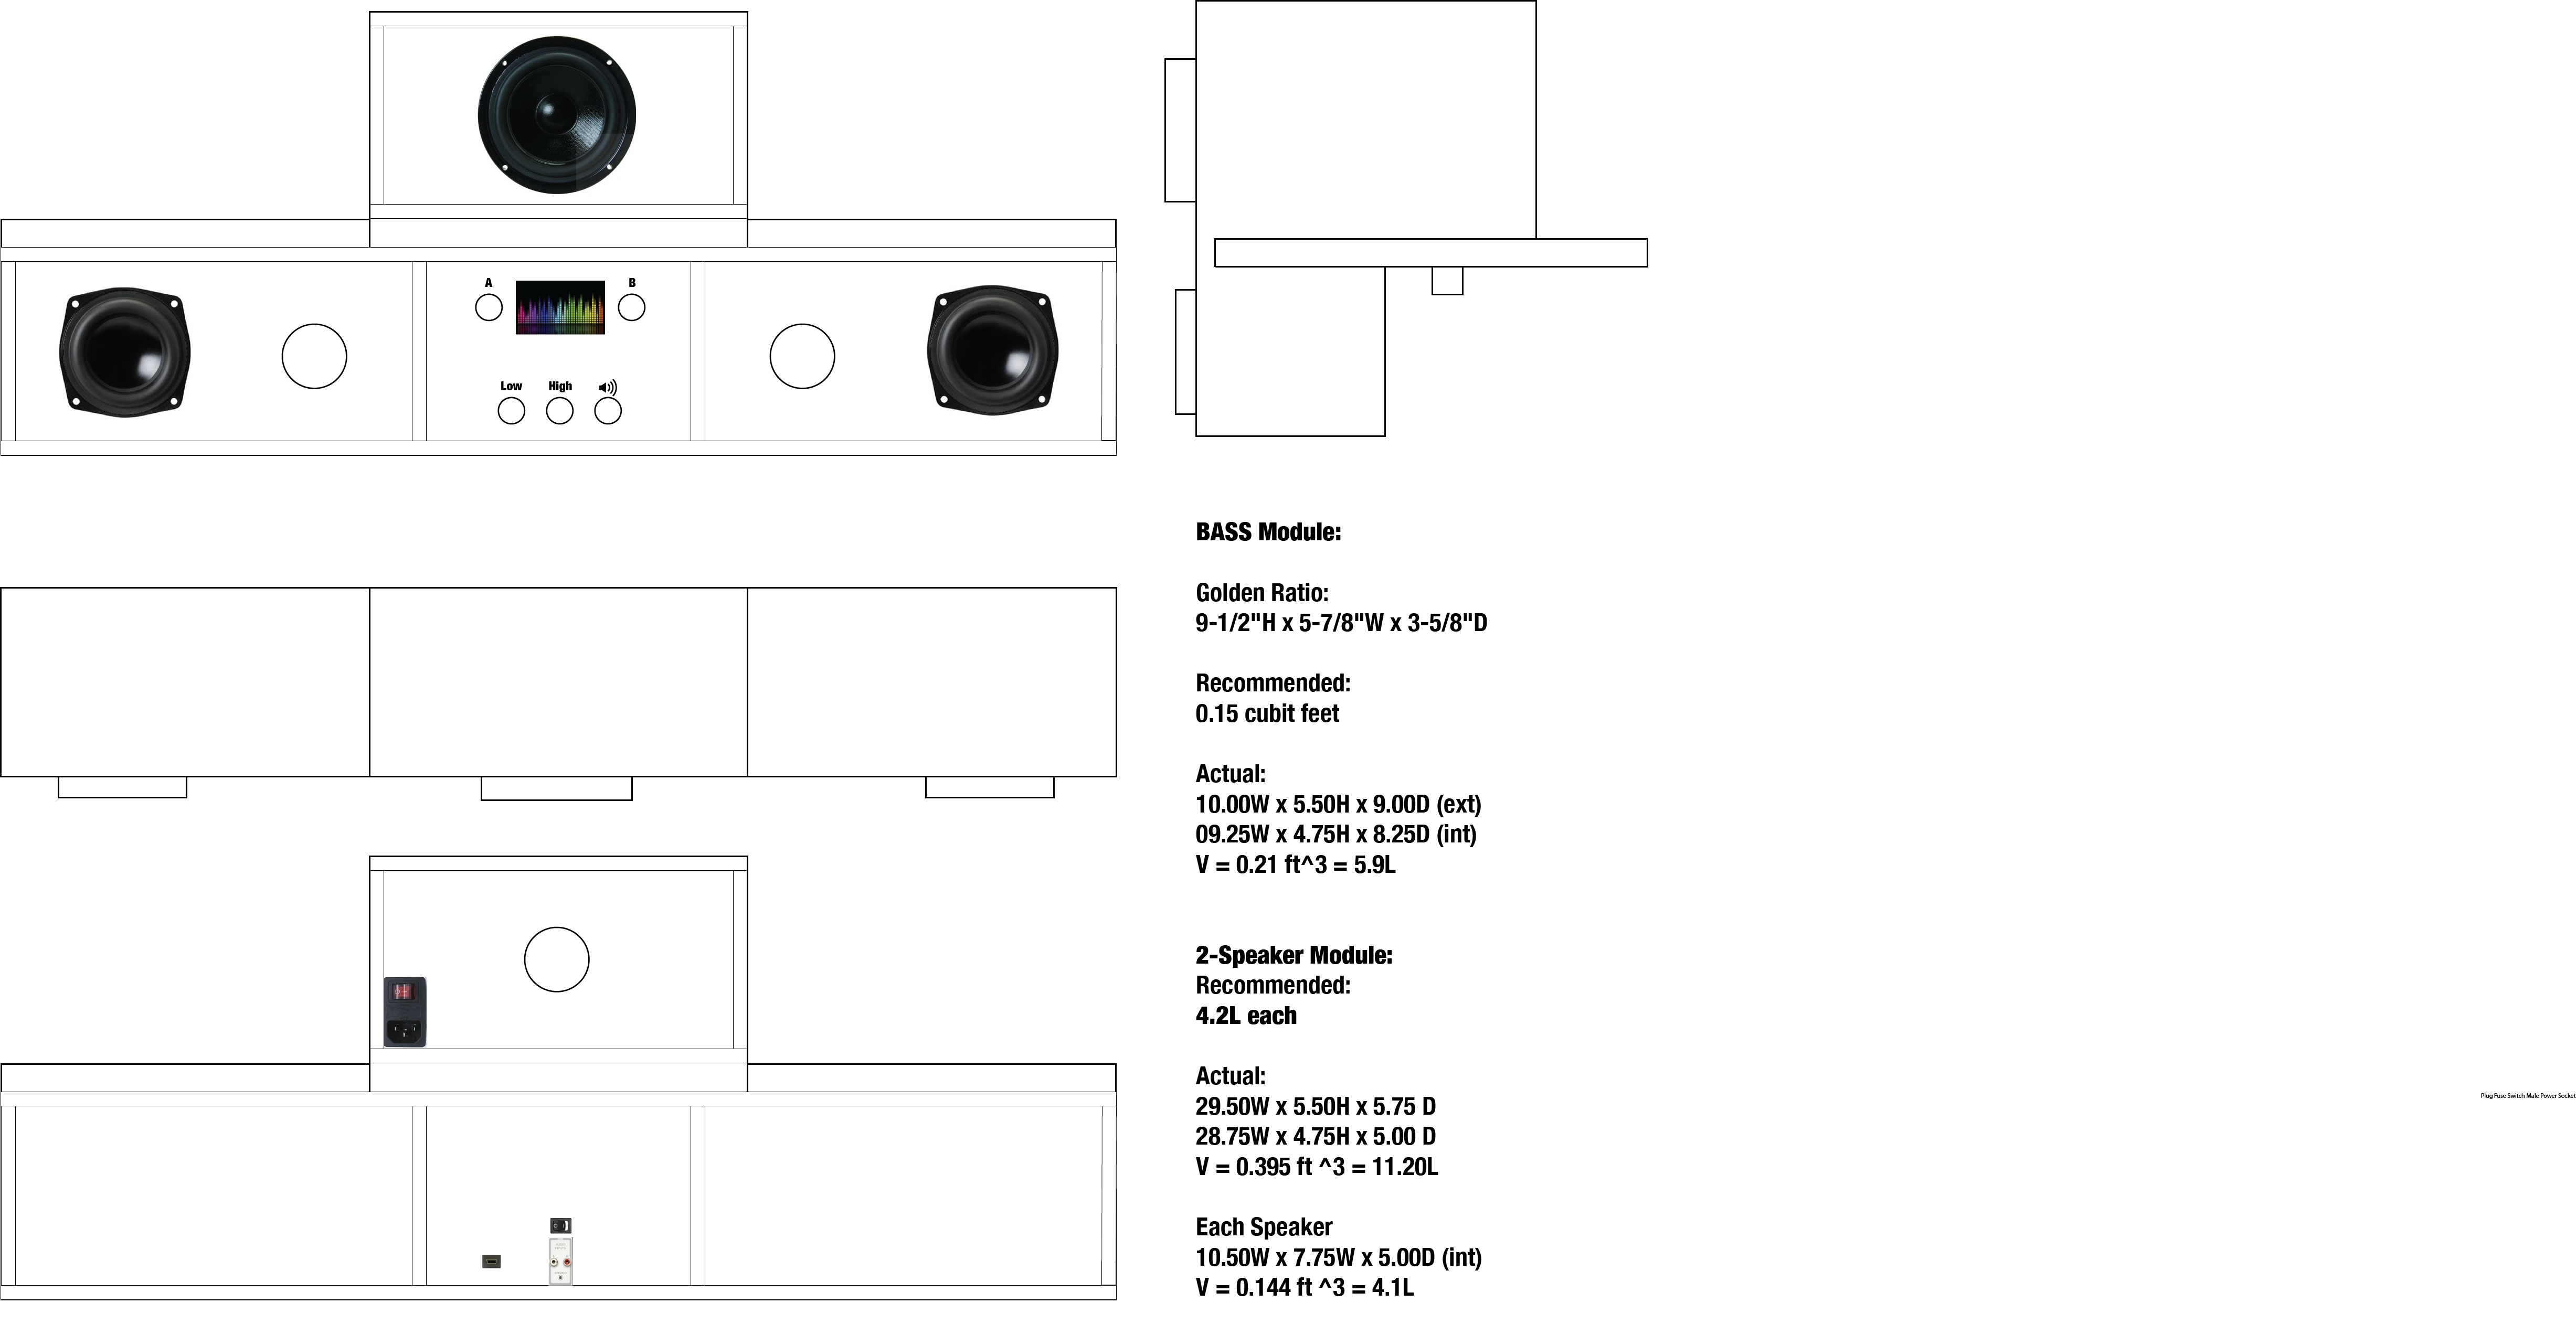 A
B
Low
High
BASS Module:
Golden Ratio:
9-1/2"H x 5-7/8"W x 3-5/8"D
Recommended:
0.15 cubit feet
Actual:
10.00W x 5.50H x 9.00D (ext)
09.25W x 4.75H x 8.25D (int)
V = 0.21 ft^3 = 5.9L
2-Speaker Module:
Recommended:
4.2L each
Actual:
29.50W x 5.50H x 5.75 D
28.75W x 4.75H x 5.00 D
V = 0.395 ft ^3 = 11.20L
Each Speaker
10.50W x 7.75W x 5.00D (int)
V = 0.144 ft ^3 = 4.1L
Plug Fuse Switch Male Power Socket